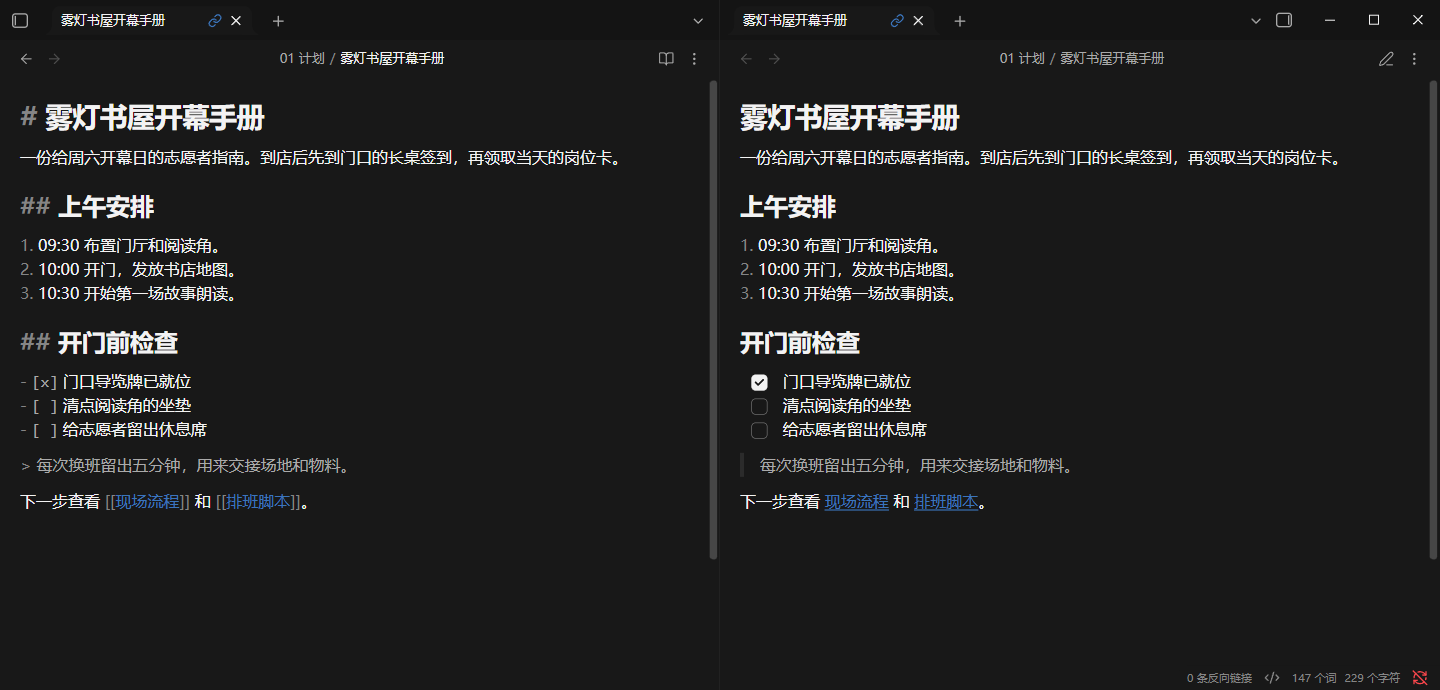 雾灯书屋开幕手册
雾灯书屋开幕手册
01 计划 / 雾灯书屋开幕手册
# 雾灯书屋开幕手册
一份给周六开幕日的志愿者指南。到店后先到门口的长桌签到，再领取当天的岗位卡。
## 上午安排
1. 09:30 布置门厅和阅读角。
2. 10:00 开门，发放书店地图。
3. 10:30 开始第一场故事朗读。
## 开门前检查
- [x] 门口导览牌已就位
- [ ] 清点阅读角的坐垫
- [ ] 给志愿者留出休息席
> 每次换班留出五分钟，用来交接场地和物料。
下一步查看 [[现场流程]] 和 [[排班脚本]]。
01 计划 / 雾灯书屋开幕手册
雾灯书屋开幕手册
一份给周六开幕日的志愿者指南。到店后先到门口的长桌签到，再领取当天的岗位卡。
上午安排
1. 09:30 布置门厅和阅读角。
2. 10:00 开门，发放书店地图。
3. 10:30 开始第一场故事朗读。
开门前检查
门口导览牌已就位
清点阅读角的坐垫
给志愿者留出休息席
每次换班留出五分钟，用来交接场地和物料。
下一步查看 现场流程 和 排班脚本。
0 条反向链接 </> 147 个词 229 个字符